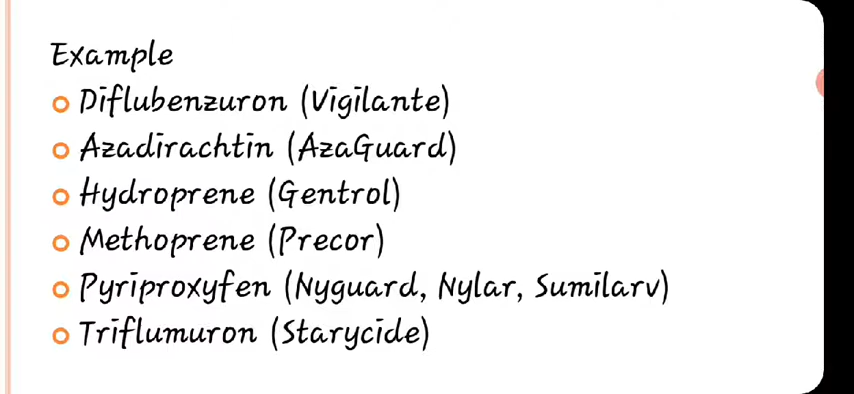 Example
Diflubenzuron (Vigilante)
Azadirachtin (AzaGuard)
Hydroprene (Gentrol)
Methoprene (Precor)
Pyriproxyfen (Nyguard, Nylar, Sumilarv)
Triflumuron (Starycide)